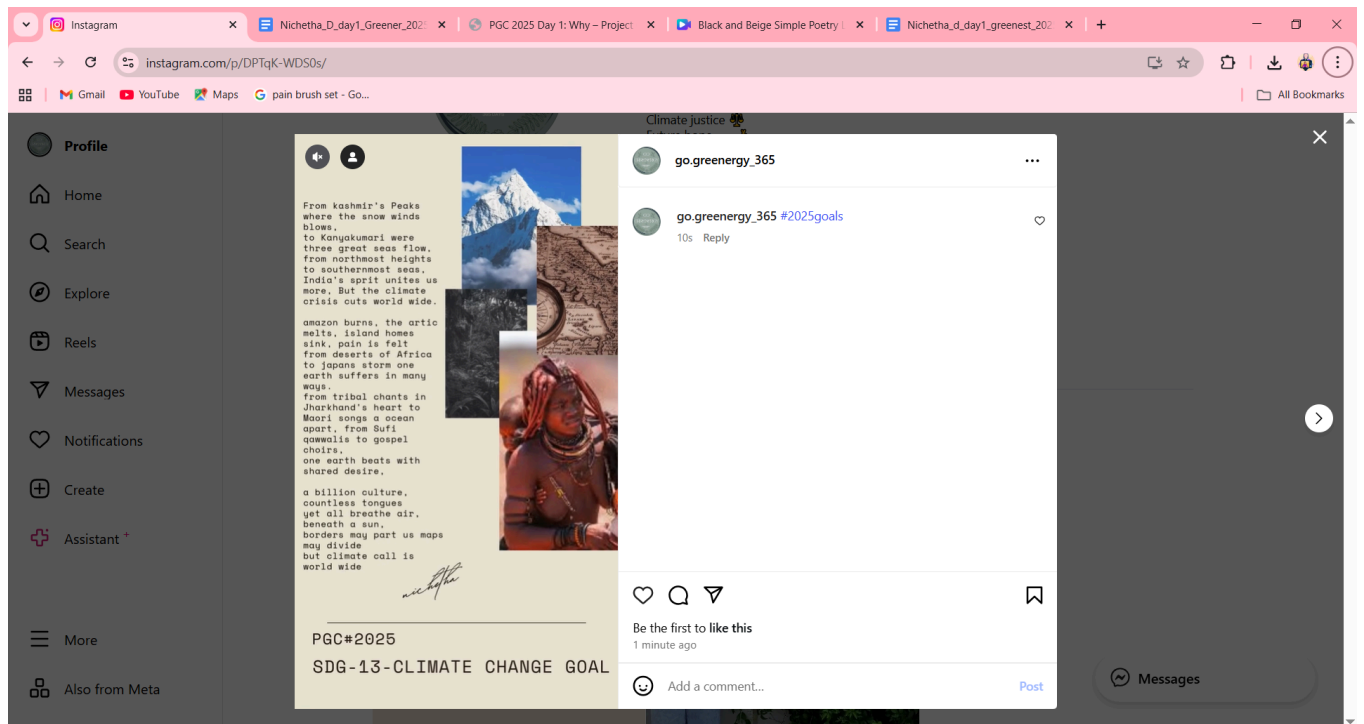 Instagram
Nichetha_D_day1_Greener_2025
PGC 2025 Day 1: Why – Project
Black and Beige Simple Poetry
Nichetha_d_day1_greenest_202
instagram.com/p/DPTqK-WDS0s/
Gmail
YouTube
Maps
pain brush set - Go...
All Bookmarks
Profile
Home
Search
Explore
Reels
Messages
Notifications
Create
Assistant +
More
Also from Meta
Climate justice
Future hope
From kashmir's Peaks
where the snow winds
blows,
to Kanyakumari were
three great seas flow,
from northmost heights
to southernmost seas,
India's sprit unites us
more, But the climate
crisis cuts world wide.
amazon burns, the artic
melts, island homes
sink, pain is felt
from deserts of Africa
to japans storm one
earth suffers in many
ways.
from tribal chants in
Jharkhand's heart to
Maori songs a ocean
apart, from Sufi
qawwalis to gospel
choirs,
one earth beats with
shared desire,
a billion culture,
countless tongues
yet all breathe air,
beneath a sun,
borders may part us maps
may divide
but climate call is
world wide
nichetha
PGC#2025
SDG-13-CLIMATE CHANGE GOAL
go.greenergy_365
go.greenergy_365 #2025goals
10s Reply
Be the first to like this
1 minute ago
Add a comment...
Post
Messages